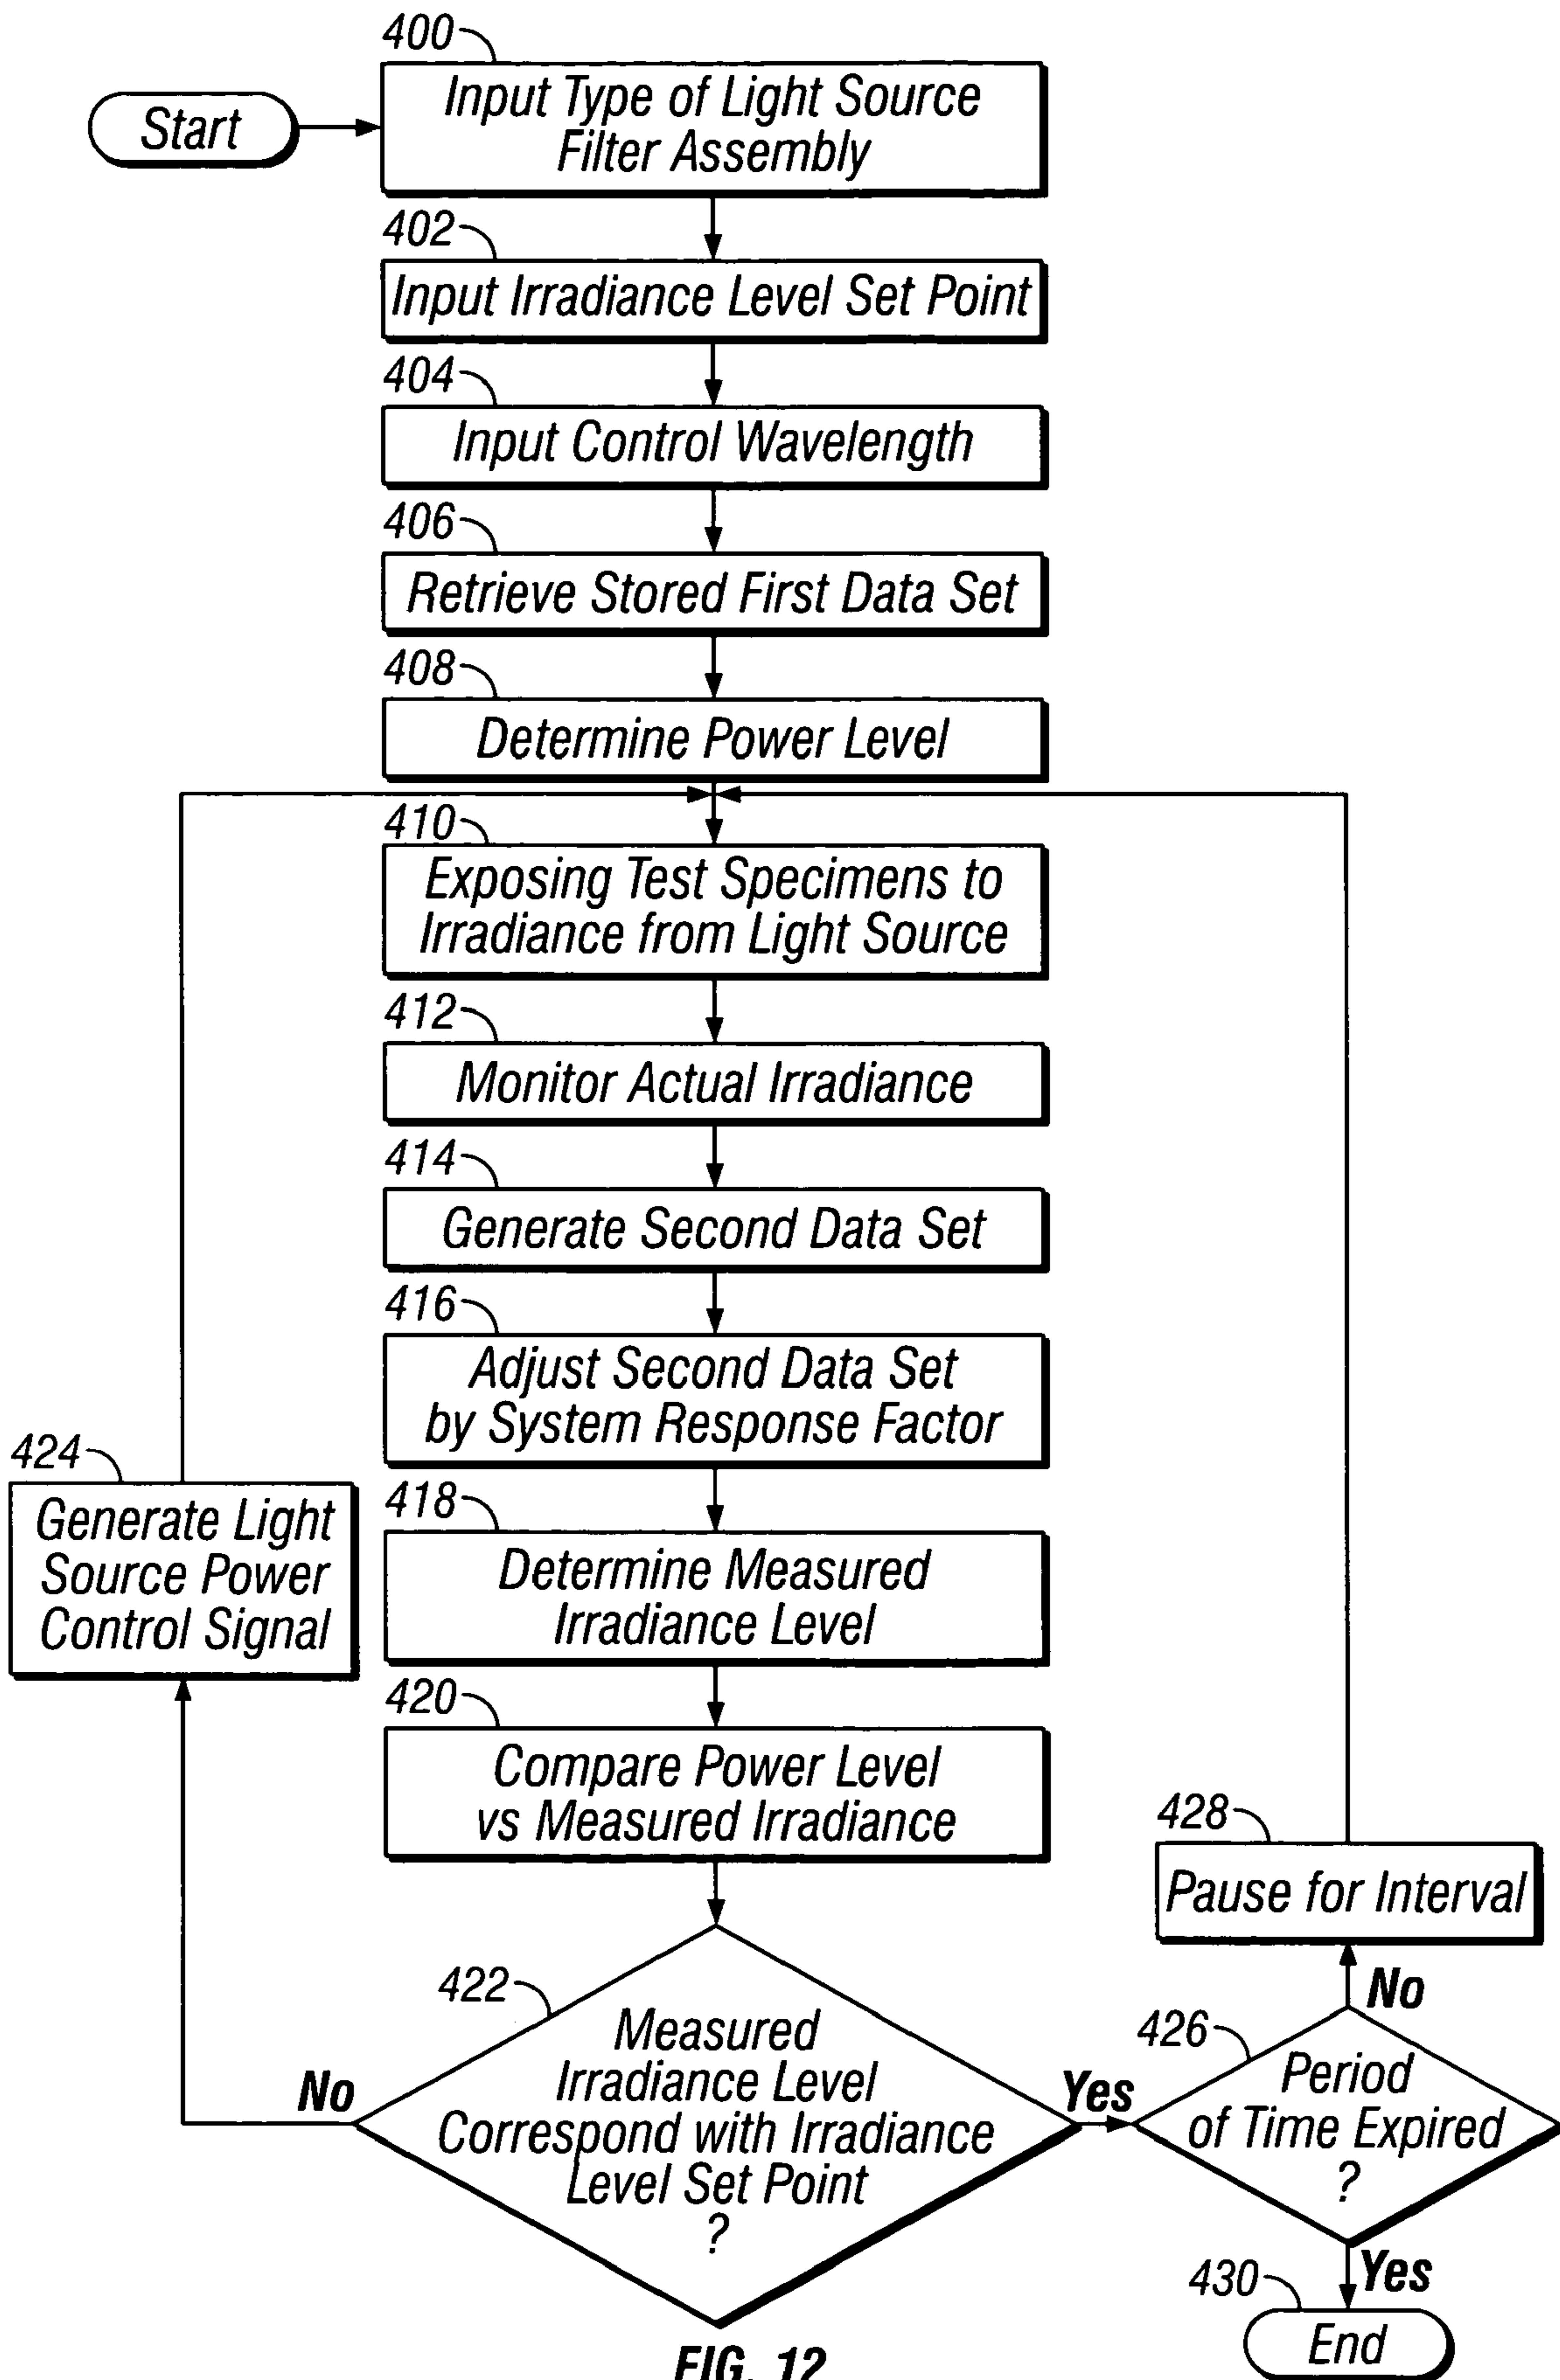 400
Start
Input Type of Light Source
Filter Assembly
402
Input Irradiance Level Set Point
404
Input Control Wavelength
406
Retrieve Stored First Data Set
408
Determine Power Level
410
Exposing Test Specimens to
Irradiance from Light Source
412
Monitor Actual Irradiance
414
Generate Second Data Set
416
Adjust Second Data Set
by System Response Factor
424
Generate Light
Source Power
Control Signal
418
Determine Measured
Irradiance Level
420
Compare Power Level
vs Measured Irradiance
428
Pause for Interval
422
Measured
Irradiance Level
Correspond with Irradiance
Level Set Point
?
No
Yes
426
Period
of Time Expired
?
No
Yes
430
End
FIG. 12